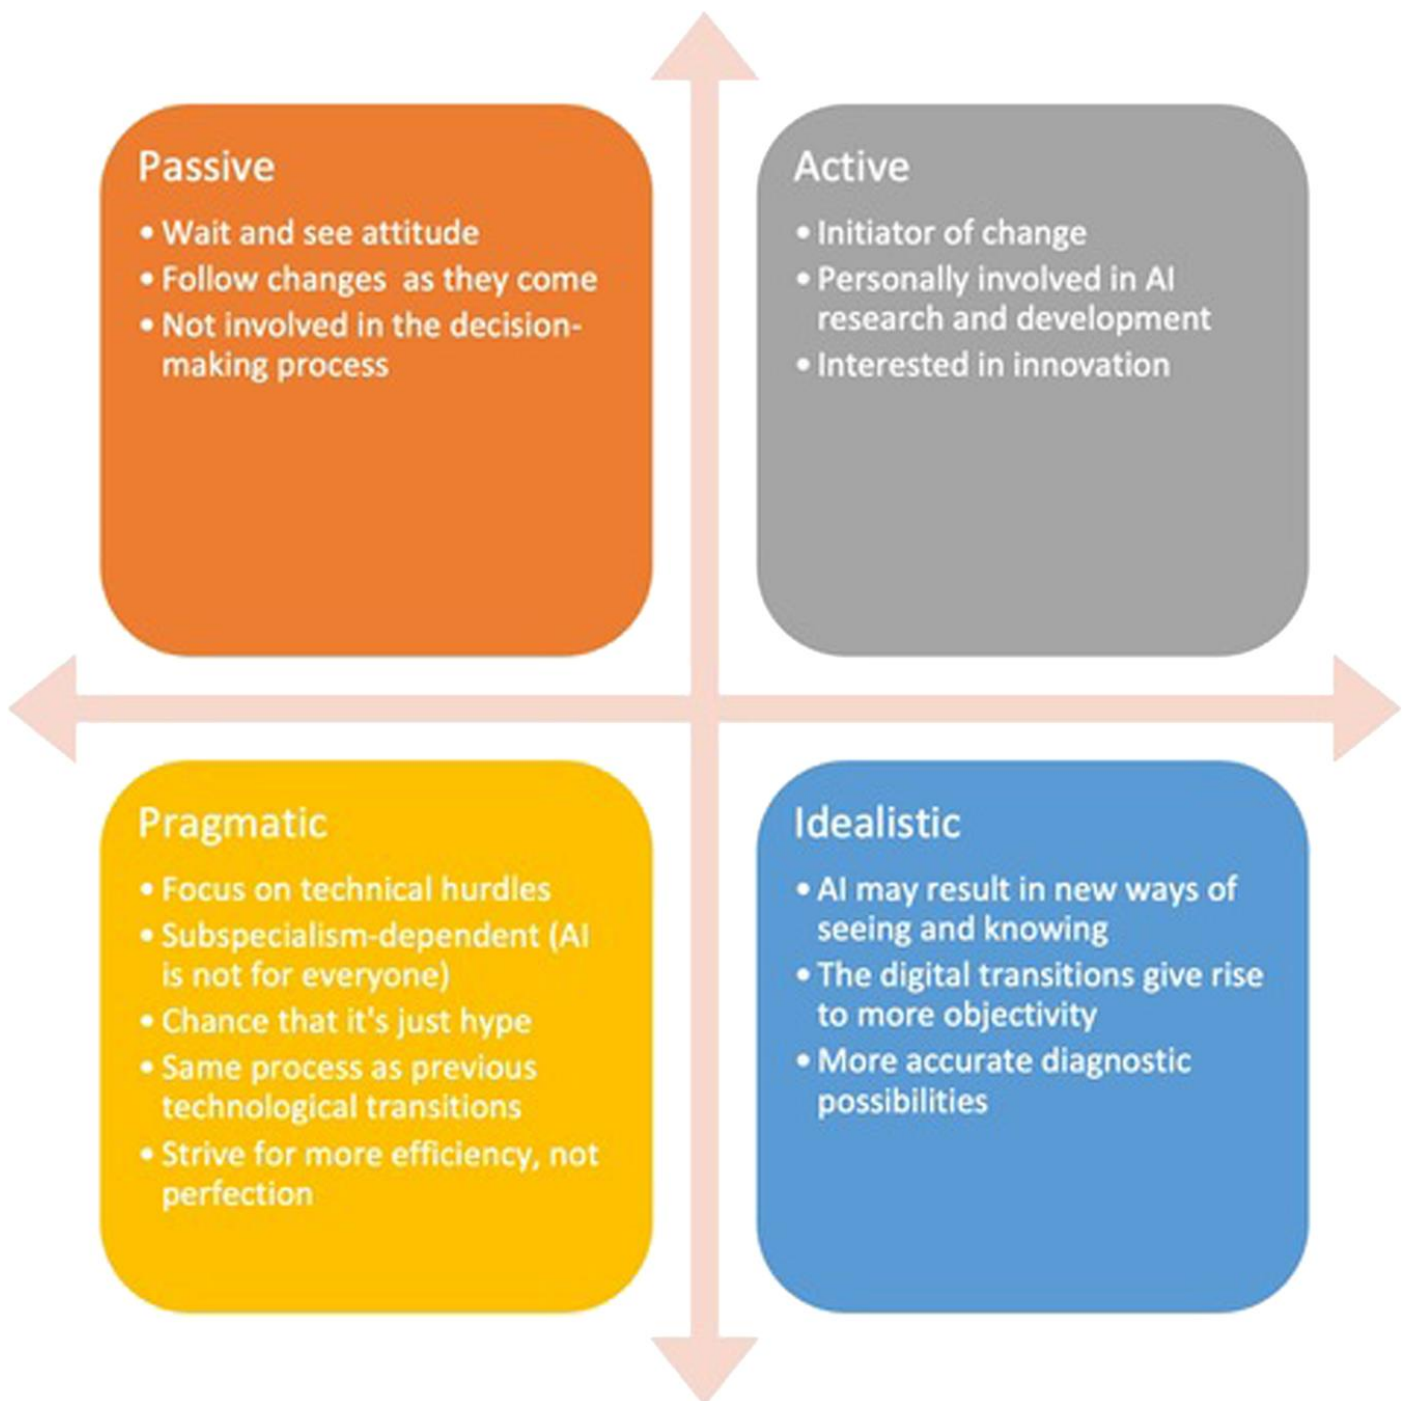 Passive
• Wait and see attitude
• Follow changes  as they come
• Not involved in the decision-
making process
Active
• Initiator of change
• Personally involved in AI
research and development
• Interested in innovation
Pragmatic
• Focus on technical hurdles
• Subspecialism-dependent (AI
is not for everyone)
• Chance that it's just hype
• Same process as previous
technological transitions
• Strive for more efficiency, not
perfection
Idealistic
• AI may result in new ways of
seeing and knowing
• The digital transitions give rise
to more objectivity
• More accurate diagnostic
possibilities